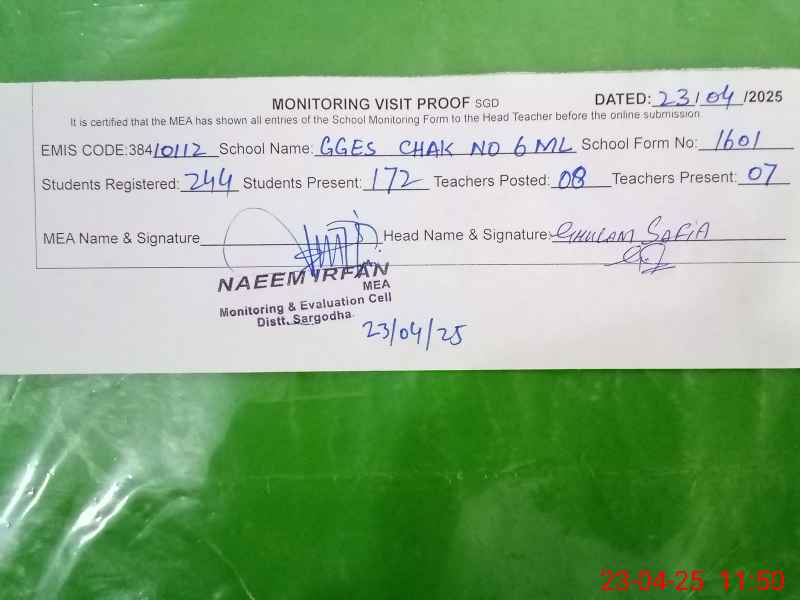 MONITORING VISIT PROOF SGD DATED: 23/04/2025
It is certified that the MEA has shown all entries of the School Monitoring Form to the Head Teacher before the online submission.
EMIS CODE:38410112 School Name: GGES CHAK NO 6 ML School Form No: 1601
Students Registered: 244 Students Present: 172 Teachers Posted: 08 Teachers Present: 07
MEA Name & Signature Head Name & Signature: GHULAM SAFIA
NAEEM IRFAN
MEA
Monitoring & Evaluation Cell
Distt. Sargodha
23/04/25
23-04-25 11:50